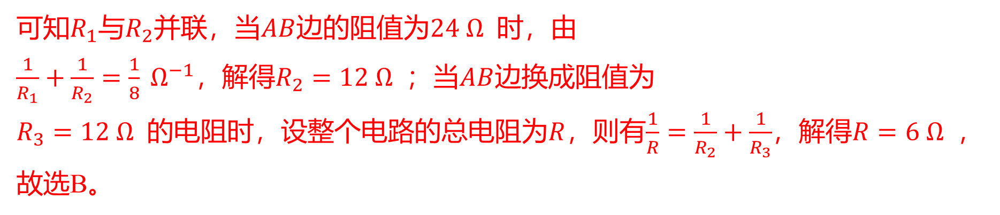 可知$R_1$与$R_2$并联，当$AB$边的阻值为$24\ \Omega$ 时，由
$\frac{1}{R_1}+\frac{1}{R_2}=\frac{1}{8}\ \Omega^{-1}$，解得$R_2=12\ \Omega$ ；当$AB$边换成阻值为
$R_3=12\ \Omega$ 的电阻时，设整个电路的总电阻为$R$，则有$\frac{1}{R}=\frac{1}{R_2}+\frac{1}{R_3}$，解得$R=6\ \Omega$ ，
故选B。